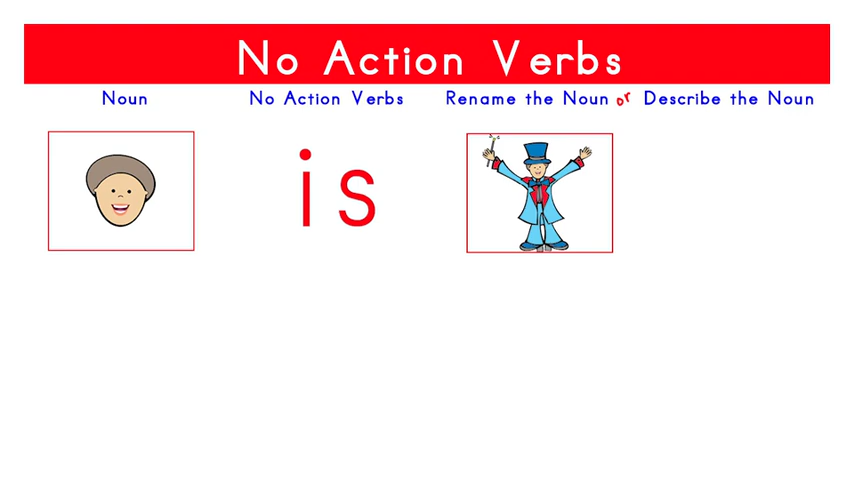 No Action Verbs
Noun No Action Verbs Rename the Noun or Describe the Noun
is